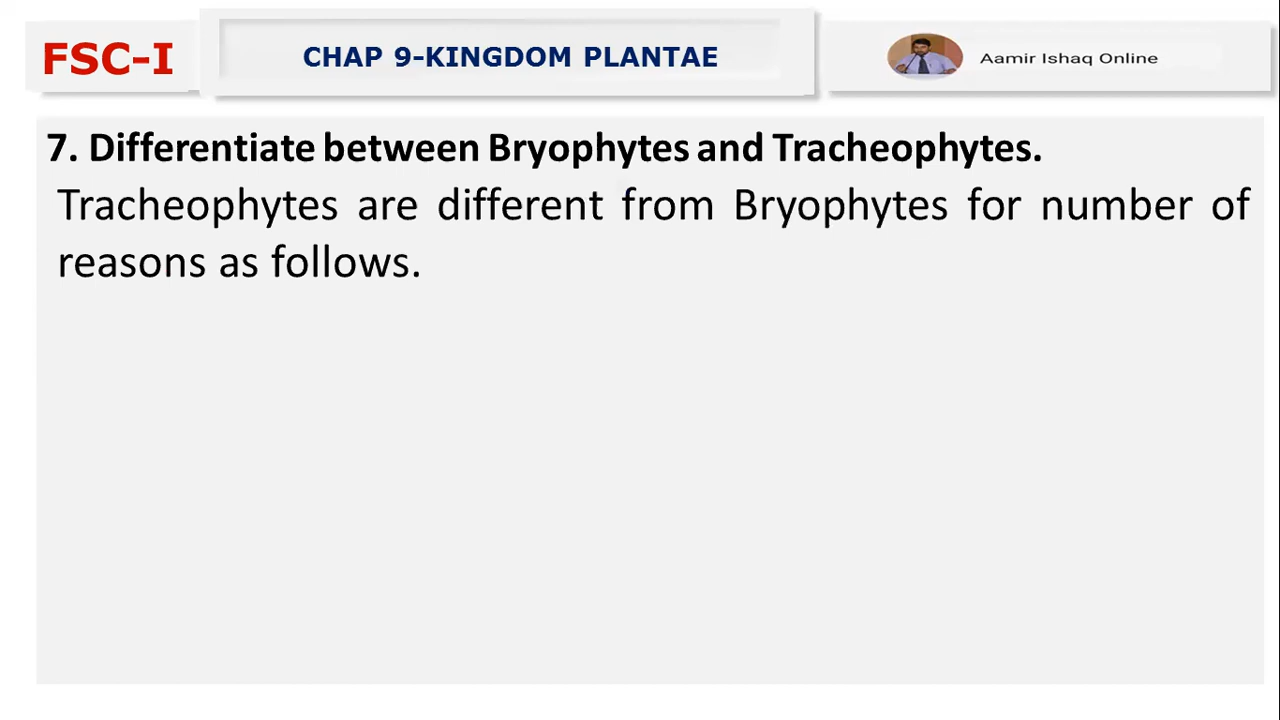 FSC-I
CHAP 9-KINGDOM PLANTAE
Aamir Ishaq Online
7. Differentiate between Bryophytes and Tracheophytes.
Tracheophytes are different from Bryophytes for number of
reasons as follows.